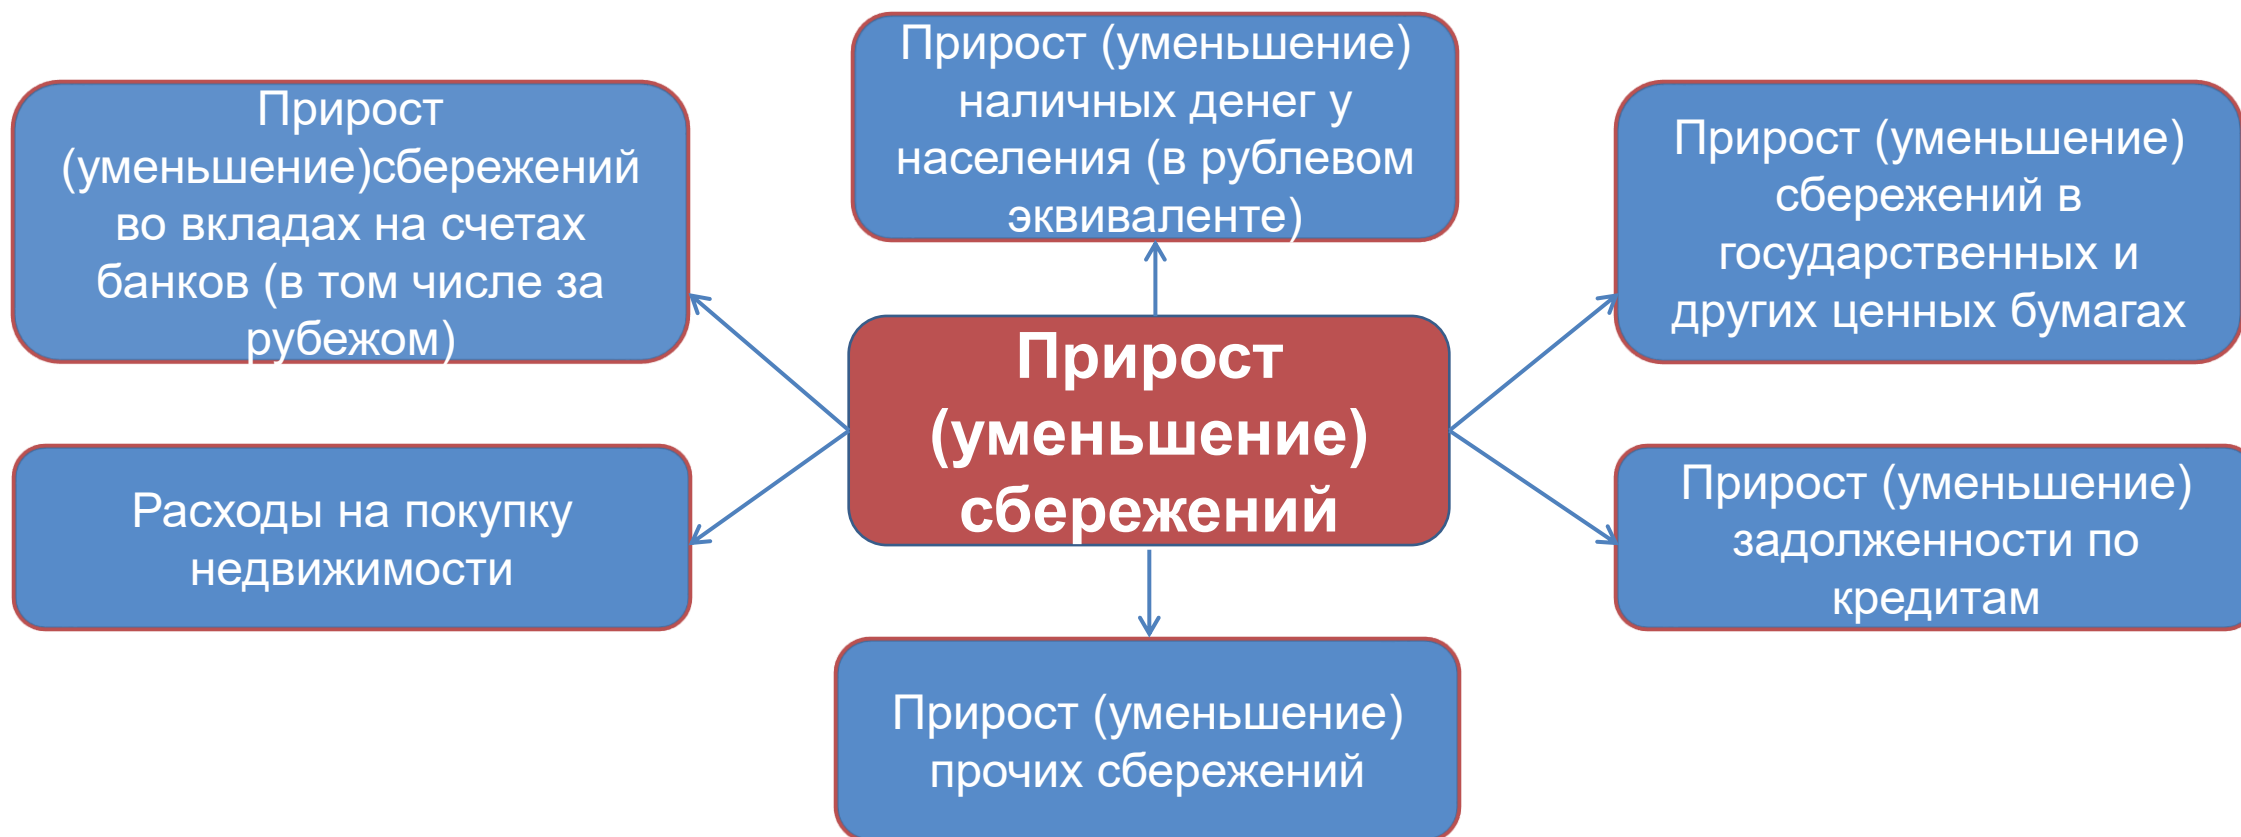 Прирост (уменьшение)
наличных денег у
населения (в рублевом
эквиваленте)
Прирост
(уменьшение)сбережений
во вкладах на счетах
банков (в том числе за
рубежом)
Прирост (уменьшение)
сбережений в
государственных и
других ценных бумагах
Прирост
(уменьшение)
сбережений
Расходы на покупку
недвижимости
Прирост (уменьшение)
задолженности по
кредитам
Прирост (уменьшение)
прочих сбережений